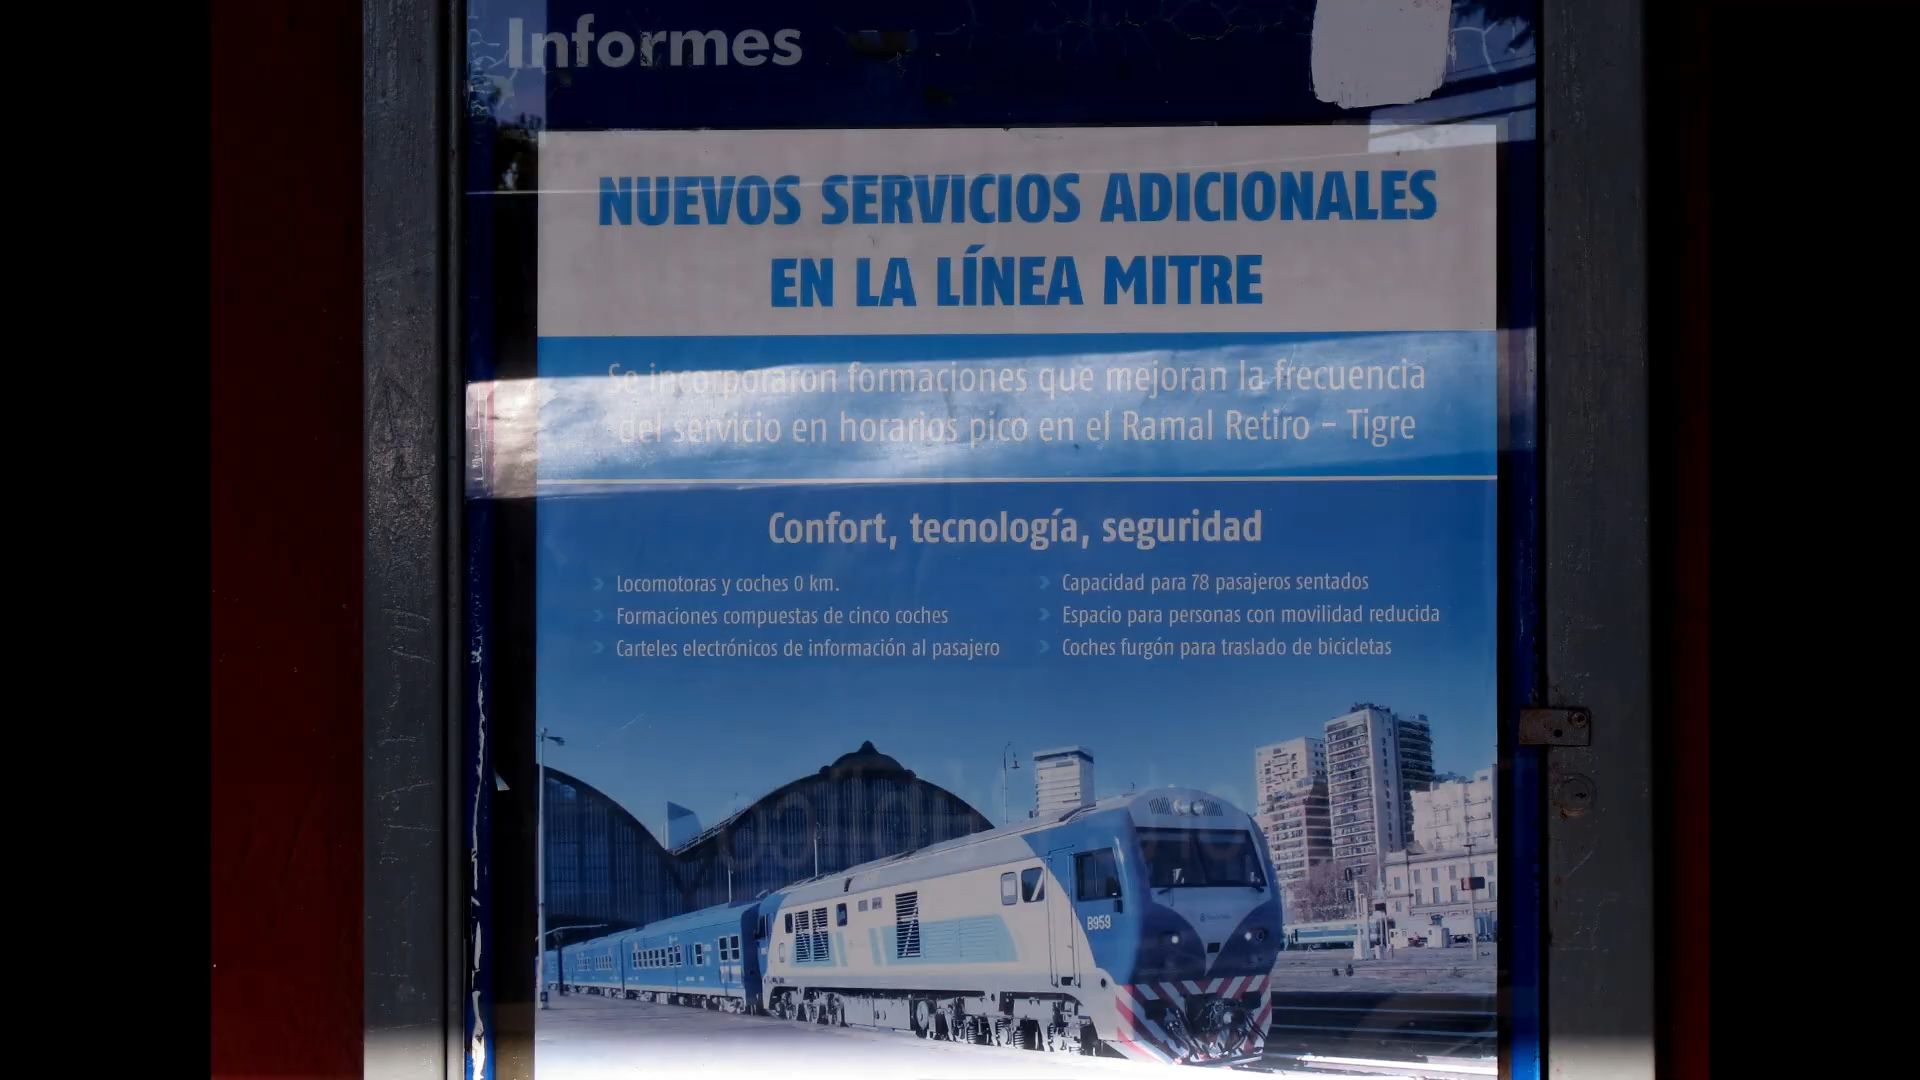 Informes
NUEVOS SERVICIOS ADICIONALES
EN LA LÍNEA MITRE
Se incorporaron formaciones que mejoran la frecuencia
del servicio en horarios pico en el Ramal Retiro – Tigre
Confort, tecnología, seguridad
Locomotoras y coches 0 km.
Formaciones compuestas de cinco coches
Carteles electrónicos de información al pasajero
Capacidad para 78 pasajeros sentados
Espacio para personas con movilidad reducida
Coches furgón para traslado de bicicletas
B959